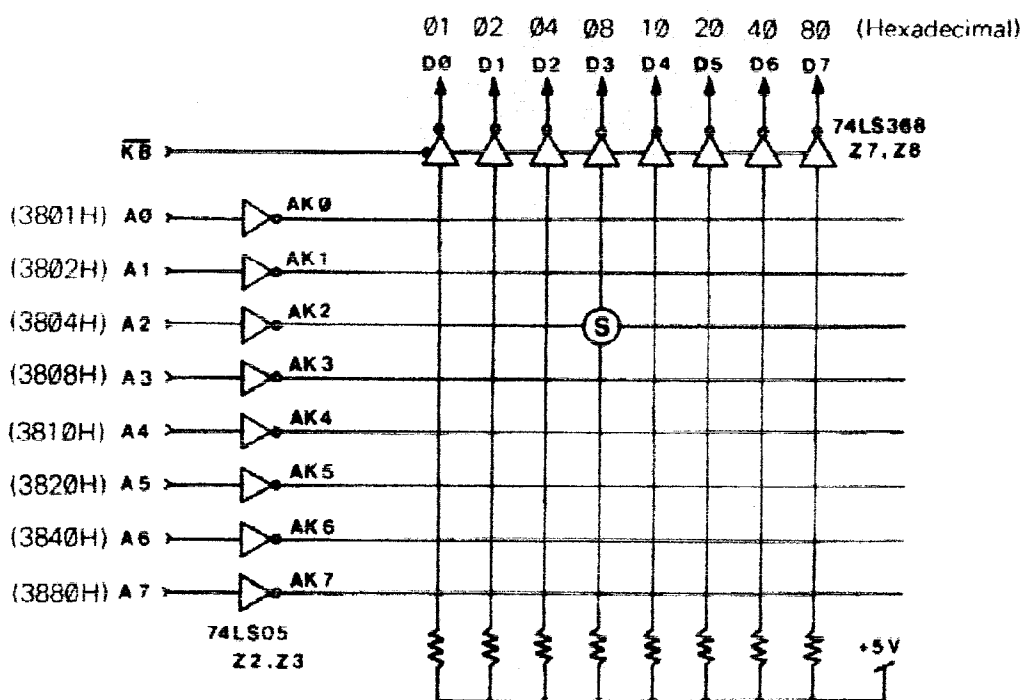 Ø1 Ø2 Ø4 Ø8 1Ø 2Ø 4Ø 8Ø (Hexadecimal)
DØ D1 D2 D3 D4 D5 D6 D7
74LS368
KB
Z7,Z8
(38Ø1H) AØ AKØ
(38Ø2H) A1 AK1
(38Ø4H) A2 AK2
S
(38Ø8H) A3 AK3
(381ØH) A4 AK4
(382ØH) A5 AK5
(384ØH) A6 AK6
(388ØH) A7 AK7
74LS05
+5V
Z2.Z3